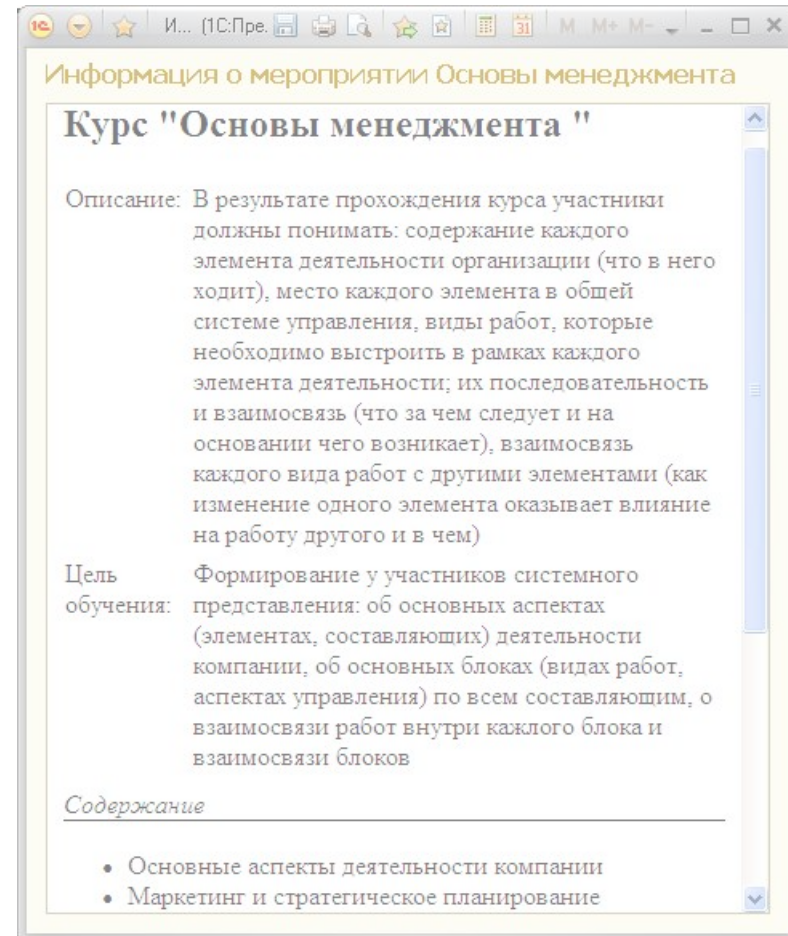 И... (1С:Пре. 31 М М+ М-
Информация о мероприятии Основы менеджмента
Курс "Основы менеджмента "
Описание: В результате прохождения курса участники
должны понимать: содержание каждого
элемента деятельности организации (что в него
ходит), место каждого элемента в общей
системе управления, виды работ, которые
необходимо выстроить в рамках каждого
элемента деятельности; их последовательность
и взаимосвязь (что за чем следует и на
основании чего возникает), взаимосвязь
каждого вида работ с другими элементами (как
изменение одного элемента оказывает влияние
на работу другого и в чем)
Цель Формирование у участников системного
обучения: представления: об основных аспектах
(элементах, составляющих) деятельности
компании, об основных блоках (видах работ,
аспектах управления) по всем составляющим, о
взаимосвязи работ внутри кажлого блока и
взаимосвязи блоков
Содержание
• Основные аспекты деятельности компании
• Маркетинг и стратегическое планирование